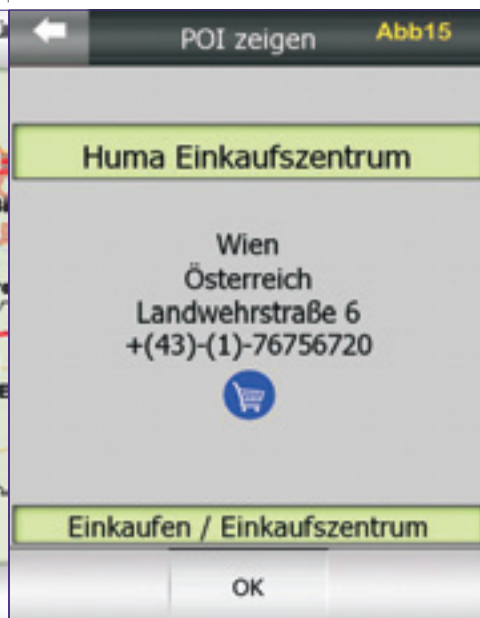 POI zeigen Abb15
Huma Einkaufszentrum
Wien
Österreich
Landwehrstraße 6
+(43)-(1)-76756720
Einkaufen / Einkaufszentrum
OK